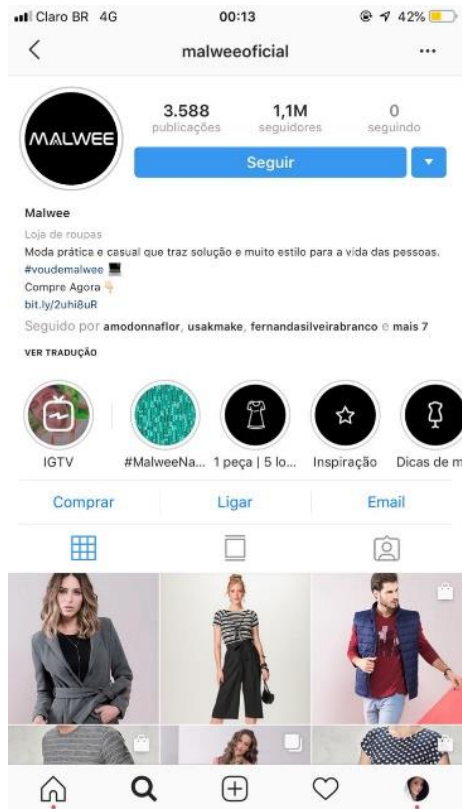 Claro BR 4G 00:13 42%
malweeoficial
MALWEE
3.588 1,1M 0
publicações seguidores seguindo
Seguir
Malwee
Loja de roupas
Moda prática e casual que traz solução e muito estilo para a vida das pessoas.
#voudemalwee
Compre Agora
bit.ly/2uhi8uR
Seguido por amodonnaflor, usakmake, fernandasilveirabranco e mais 7
VER TRADUÇÃO
IGTV #MalweeNa... 1 peça | 5 lo... Inspiração Dicas de m
Comprar Ligar Email